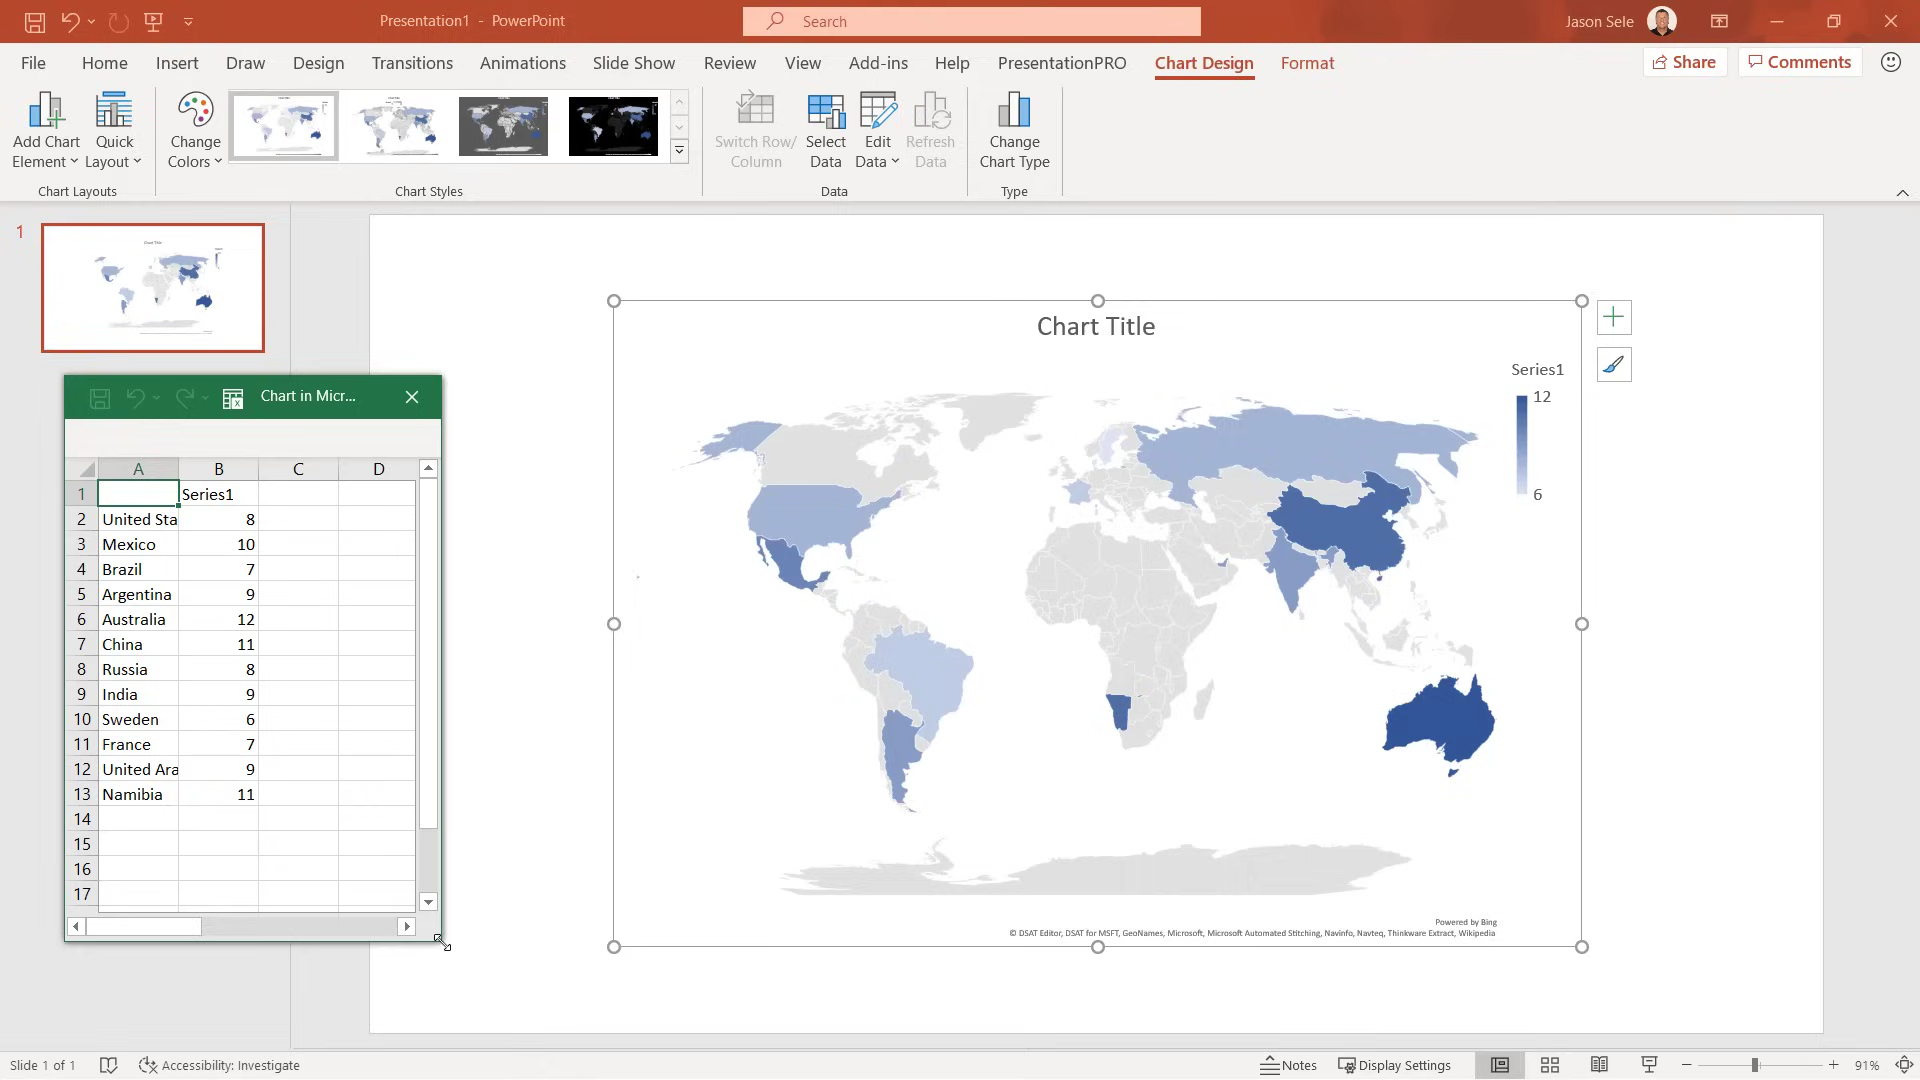 Presentation1 - PowerPoint
Search
Jason Sele
File Home Insert Draw Design Transitions Animations Slide Show Review View Add-ins Help PresentationPRO Chart Design Format
Share Comments
Add Chart Element
Quick Layout
Change Colors
Switch Row/ Column
Select Data
Edit Data
Refresh Data
Change Chart Type
Chart Layouts
Chart Styles
Data
Type
1
Chart in Micr...
A B C D
1 Series1
2 United Sta 8
3 Mexico 10
4 Brazil 7
5 Argentina 9
6 Australia 12
7 China 11
8 Russia 8
9 India 9
10 Sweden 6
11 France 7
12 United Ara 9
13 Namibia 11
14
15
16
17
Chart Title
Series1
12
6
Powered by Bing
© DSAT Editor, DSAT for MSFT, GeoNames, Microsoft, Microsoft Automated Stitching, Navinfo, Navteq, Thinkware Extract, Wikipedia
Slide 1 of 1
Accessibility: Investigate
Notes
Display Settings
91%